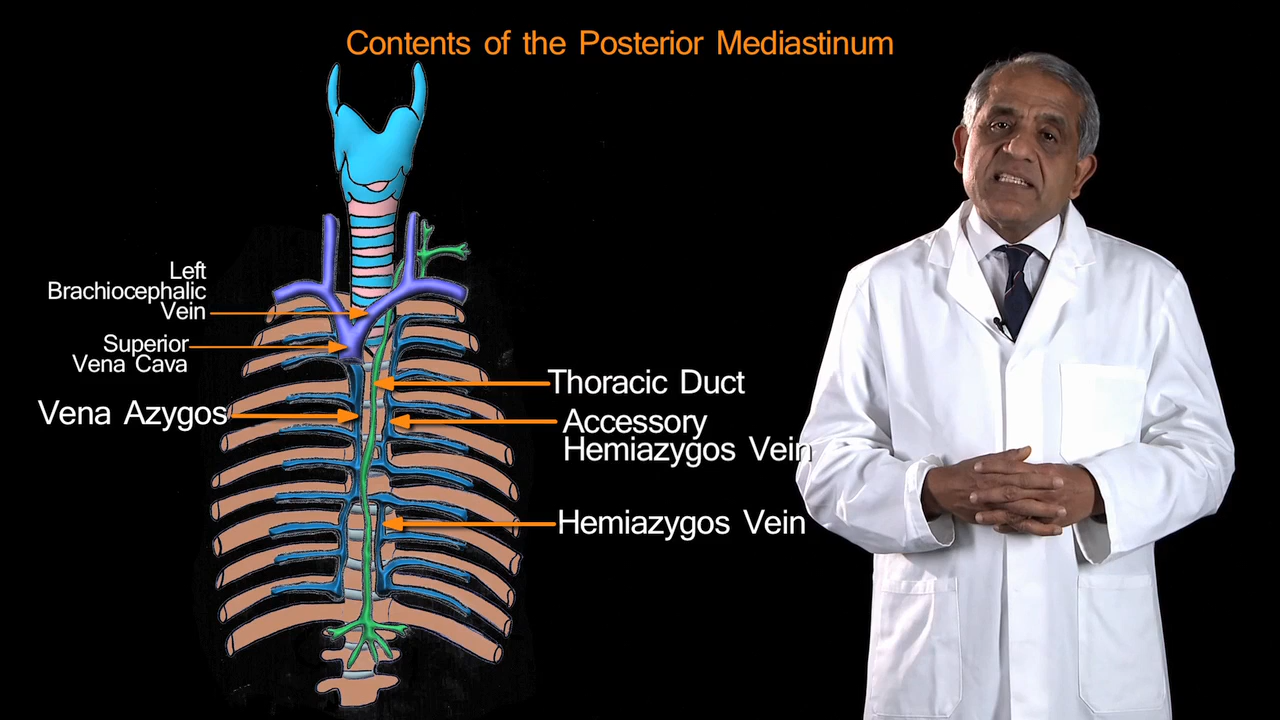 Contents of the Posterior Mediastinum
Left
Brachiocephalic
Vein
Superior
Vena Cava
Vena Azygos
Thoracic Duct
Accessory
Hemiazygos Vein
Hemiazygos Vein